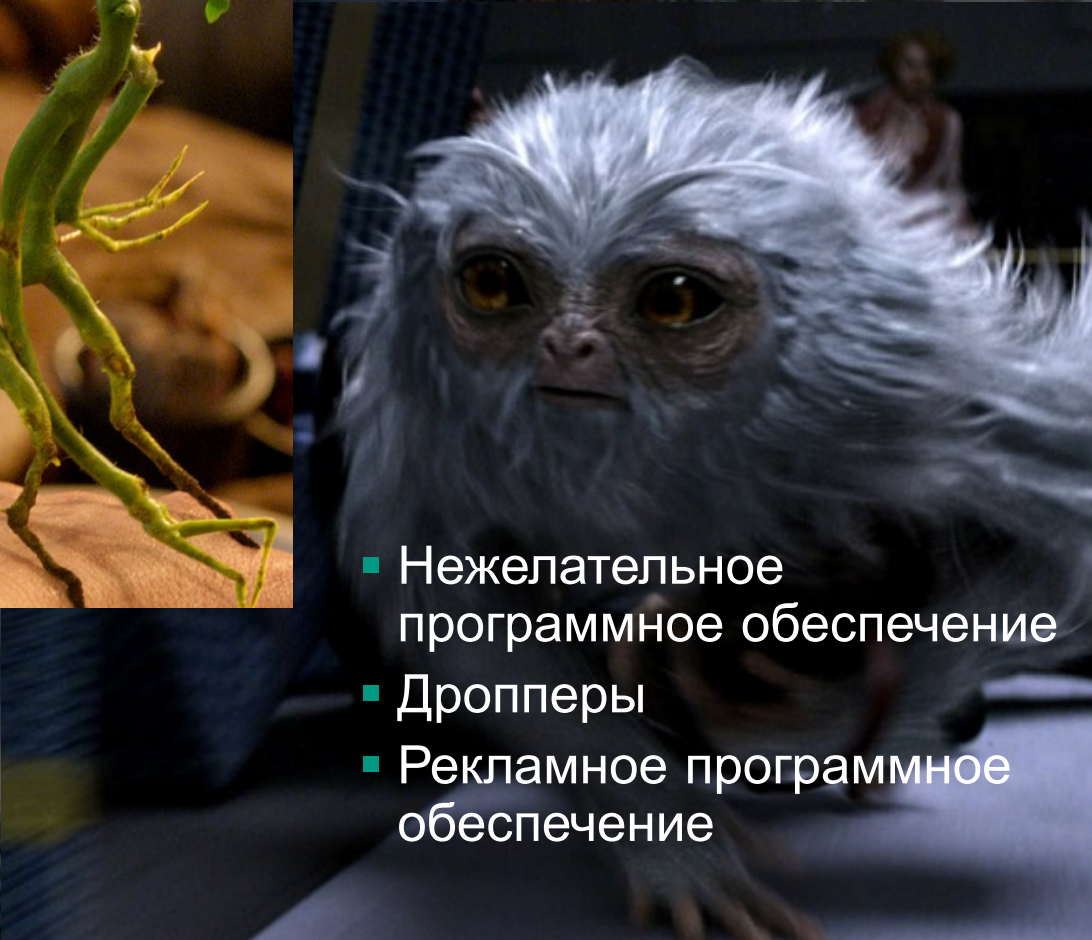 Нежелательное
программное обеспечение
Дропперы
Рекламное программное
обеспечение